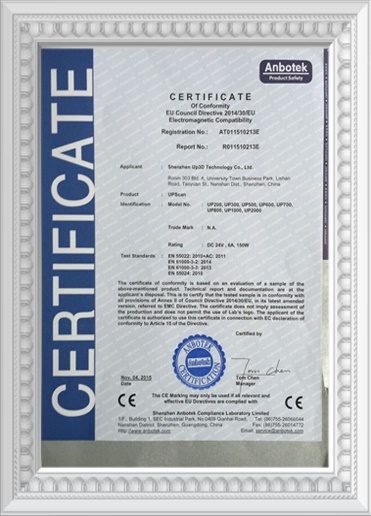 Anbotek
Product Safety
CERTIFICATE
CERTIFICATE
Of Conformity
EU Council Directive 2014/30/EU
Electromagnetic Compatibility
Registration No.: AT011510213E
Report No.: R011510213E
Applicant : Shenzhen Up3D Technology Co., Ltd.
Room 303 Bld. A, University Town Business Park, Lishan
Road, Taoyuan St., Nanshan Dist., Shenzhen, China
Product : UPScan
Identification : Model No. : UP200, UP300, UP500, UP600, UP700,
UP800, UP1000, UP2000
Trade Mark : N.A.
Rating : DC 24V, 6A, 150W
Test Standards : EN 55022: 2010+AC: 2011
EN 61000-3-2: 2014
EN 61000-3-3: 2013
EN 55024: 2010
The certificate of conformity is based on an evaluation of a sample of the
above-mentioned product. Technical report and documentation are at the
applicant's disposal. This is to certify that the tested sample is in conformity with
all provisions of Annex II of Council Directive 2014/30/EU, in its latest amended
version, referred to EMC Directive. The certificate does not imply assessment of
the production and does not permit the use of Lab's logo. The applicant of the
certificate is authorized to use this certificate in connection with EC declaration of
conformity to Article 15 of the Directive.
Certified by
ANBOTEK
Anbotek
CERTIFICATION
Tom Chen
Nov. 04, 2015
Date
Tom Chen
Manager
CE
The CE Marking may only be used if all relevant and
effective EU Directives are complied with
CE
Shenzhen Anbotek Compliance Laboratory Limited
1/F., Building 1, SEC Industrial Park, No.0409 Qianhai Road,
Nanshan District, Shenzhen, Guangdong, China
Http://www.anbotek.com
Tel: (86)755-26066544
Fax: (86)755-26014772
Email: service@anbotek.com